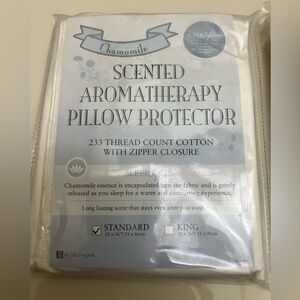 Chamomile
SCENTED
AROMATHERAPY
PILLOW PROTECTOR
233 THREAD COUNT COTTON
WITH ZIPPER CLOSURE
Chamomile essence is encapsulated into the fabric and is gently
released as you sleep for a warm and comforting experience.
Long lasting scent that stays even after you wash it.
STANDARD
KING